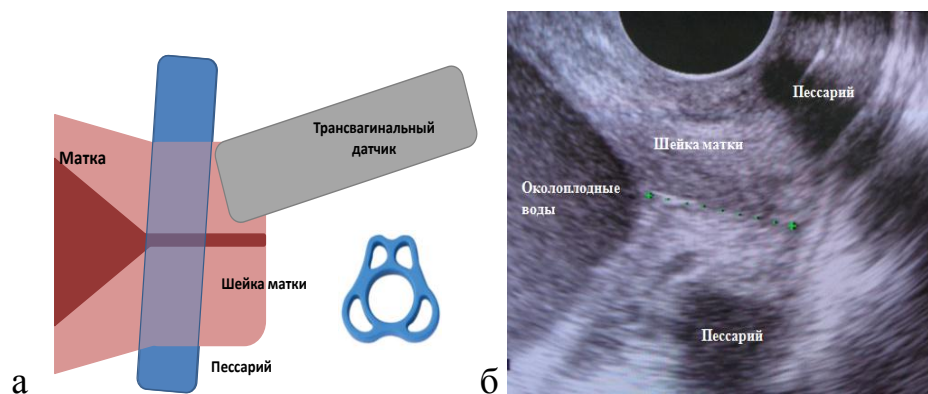 Матка
Трансвагинальный
датчик
Шейка матки
Пессарий
а
Пессарий
Шейка матки
Околоплодные
воды
Пессарий
б